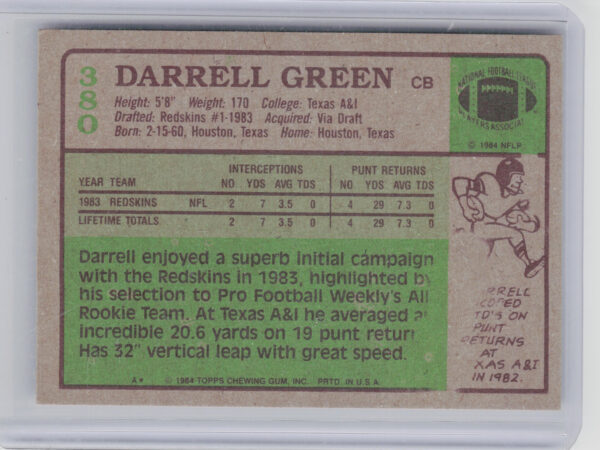 380
DARRELL GREEN CB
Height: 5'8" Weight: 170 College: Texas A&I
Drafted: Redskins #1-1983 Acquired: Via Draft
Born: 2-15-60, Houston, Texas Home: Houston, Texas
NATIONAL FOOTBALL LEAGUE
PLAYERS ASSOCIAT
© 1984 NFLP
INTERCEPTIONS PUNT RETURNS
YEAR TEAM NO YDS AVG TDS NO YDS AVG TDS
1983 REDSKINS NFL 2 7 3.5 0 4 29 7.3 0
LIFETIME TOTALS 2 7 3.5 0 4 29 7.3 0
Darrell enjoyed a superb initial campaign
with the Redskins in 1983, highlighted b
his selection to Pro Football Weekly's All
Rookie Team. At Texas A&I he averaged a
incredible 20.6 yards on 19 punt retur
Has 32" vertical leap with great speed.
RRELL
CORED
TD'S ON
PUNT
RETURNS
AT
XAS A&I
IN 1982.
A* © 1984 TOPPS CHEWING GUM, INC. PRTD. IN U.S.A.